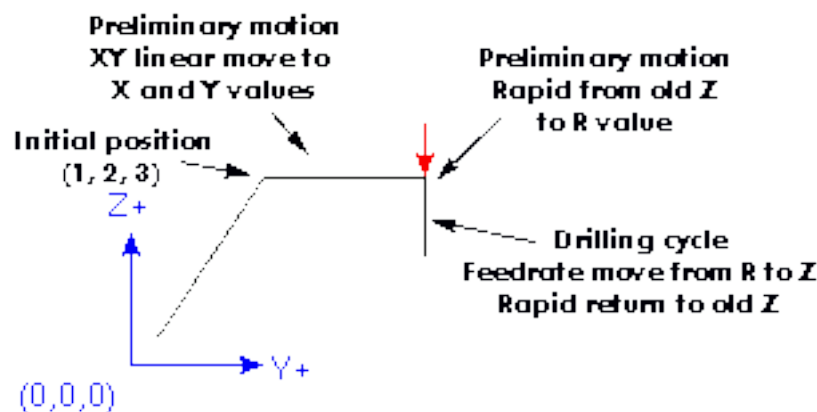 Preliminary motion
XY linear move to
X and Y values
Preliminary motion
Rapid from old Z
to R value
Initial position
(1, 2, 3)
Z+
Drilling cycle
Feedrate move from R to Z
Rapid return to old Z
Y+
(0,0,0)